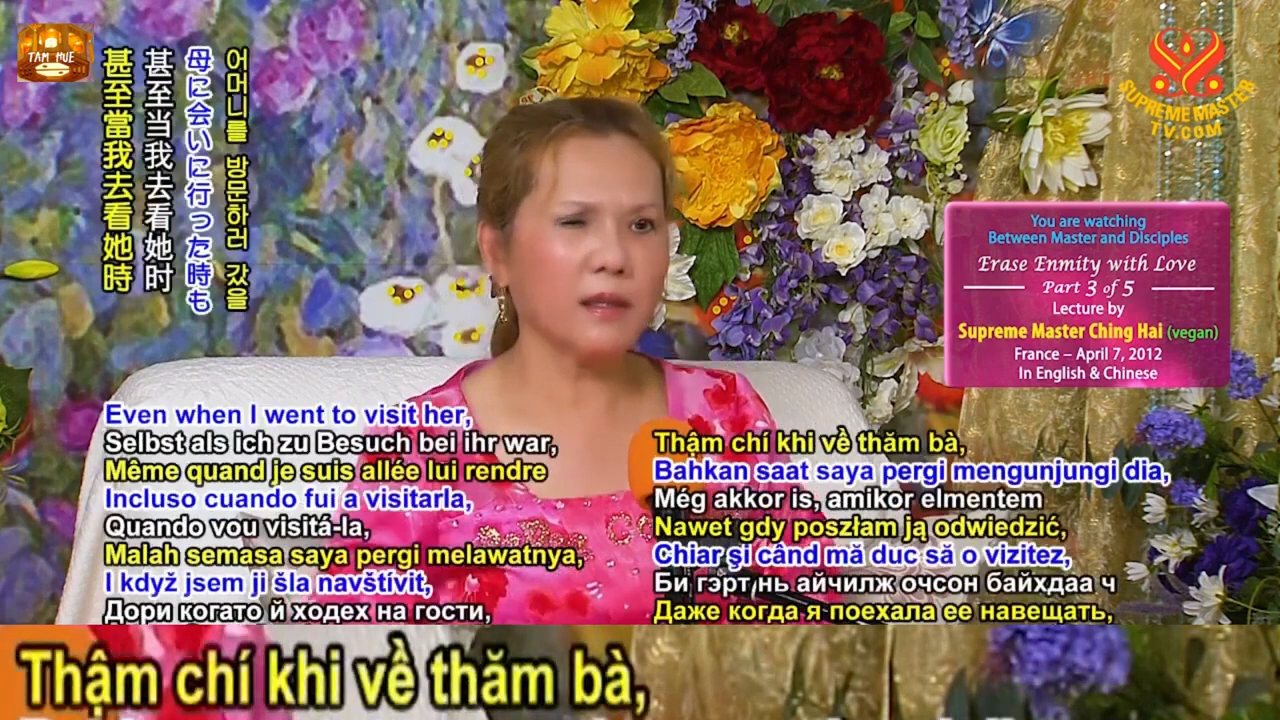 TAM HUE
어머니를 방문하러 갔을
母に会いに行った時も
甚至当我去看她时
甚至當我去看她時
SUPREME MASTER
TV.COM
You are watching
Between Master and Disciples
Erase Enmity with Love
Part 3 of 5
Lecture by
Supreme Master Ching Hai (vegan)
France – April 7, 2012
In English & Chinese
Even when I went to visit her,
Selbst als ich zu Besuch bei ihr war,
Même quand je suis allée lui rendre
Incluso cuando fui a visitarla,
Quando vou visitá-la,
Malah semasa saya pergi melawatnya,
I když jsem ji šla navštívit,
Дори когато й ходех на гости,
Thậm chí khi về thăm bà,
Bahkan saat saya pergi mengunjungi dia,
Még akkor is, amikor elmentem
Nawet gdy poszłam ją odwiedzić,
Chiar şi când mă duc să o vizitez,
Би гэрт нь айчилж очсон байхдаа ч
Даже когда я поехала ее навещать,
Thậm chí khi về thăm bà,